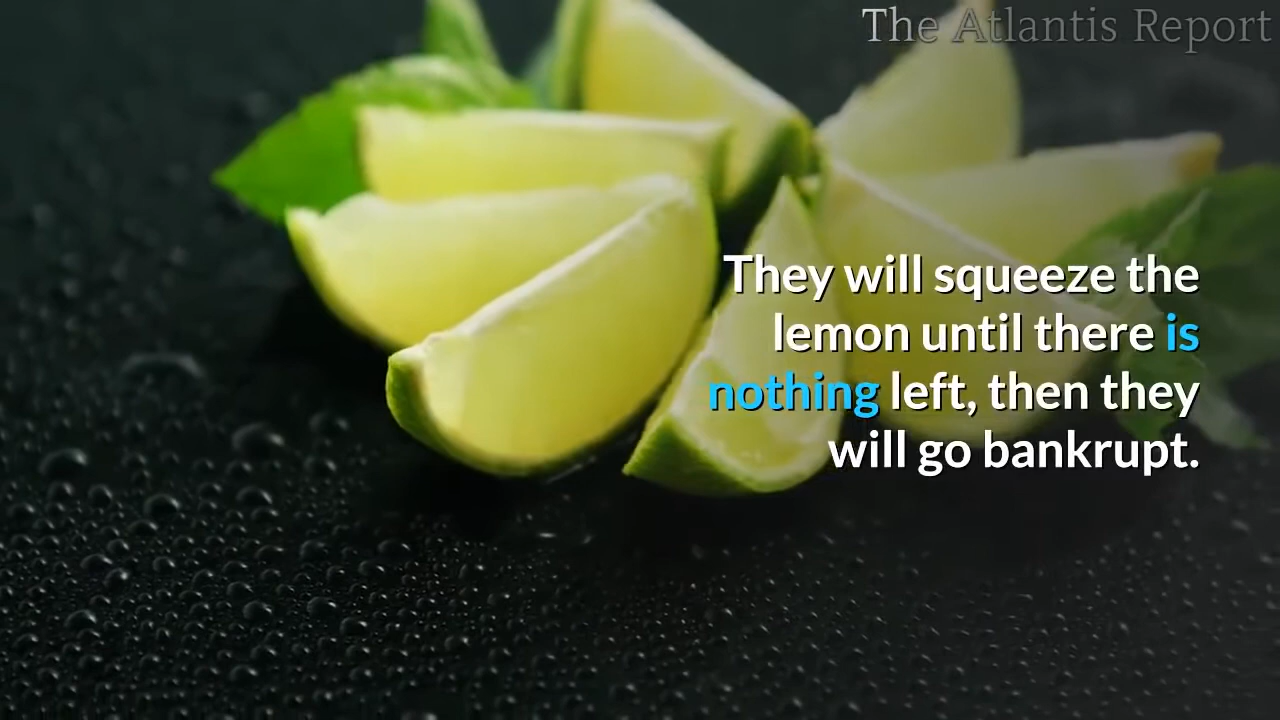 The Atlantis Report
They will squeeze the
lemon until there is
nothing left, then they
will go bankrupt.